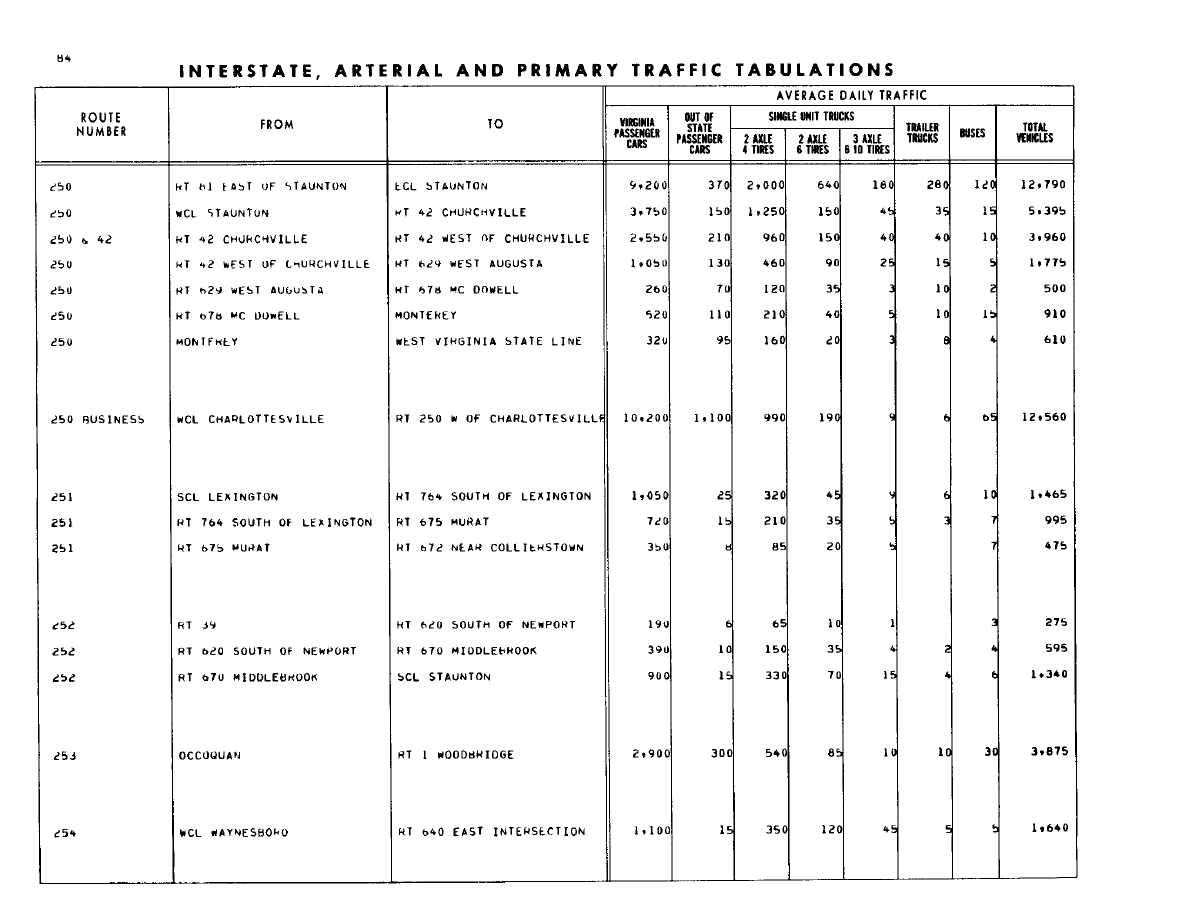 84
INTERSTATE, ARTERIAL AND PRIMARY TRAFFIC TABULATIONS
ROUTE NUMBER FROM TO AVERAGE DAILY TRAFFIC
VIRGINIA PASSENGER CARS OUT OF STATE PASSENGER CARS SINGLE UNIT TRUCKS TRAILER TRUCKS BUSES TOTAL VEHICLES
2 AXLE 4 TIRES 2 AXLE 6 TIRES 3 AXLE 6 10 TIRES
250 RT 81 EAST OF STAUNTON ECL STAUNTON 9,200 370 2,000 640 180 280 120 12,790
250 WCL STAUNTON RT 42 CHURCHVILLE 3,750 150 1,250 150 45 35 15 5,395
250 & 42 RT 42 CHURCHVILLE RT 42 WEST OF CHURCHVILLE 2,550 210 960 150 40 40 10 3,960
250 RT 42 WEST OF CHURCHVILLE RT 629 WEST AUGUSTA 1,050 130 460 90 25 15 5 1,775
250 RT 629 WEST AUGUSTA RT 678 MC DOWELL 260 70 120 35 3 10 2 500
250 RT 678 MC DOWELL MONTEREY 520 110 210 40 5 10 15 910
250 MONTEREY WEST VIRGINIA STATE LINE 320 95 160 20 3 8 4 610
250 BUSINESS WCL CHARLOTTESVILLE RT 250 W OF CHARLOTTESVILLE 10,200 1,100 990 190 9 6 65 12,560
251 SCL LEXINGTON RT 764 SOUTH OF LEXINGTON 1,050 25 320 45 9 6 10 1,465
251 RT 764 SOUTH OF LEXINGTON RT 675 MURAT 720 15 210 35 5 3 7 995
251 RT 675 MURAT RT 672 NEAR COLLIERSTOWN 350 8 85 20 5 7 475
252 RT 39 RT 620 SOUTH OF NEWPORT 190 6 65 10 1 3 275
252 RT 620 SOUTH OF NEWPORT RT 670 MIDDLEBROOK 390 10 150 35 4 2 4 595
252 RT 670 MIDDLEBROOK SCL STAUNTON 900 15 330 70 15 4 6 1,340
253 OCCOQUAN RT 1 WOODBRIDGE 2,900 300 540 85 10 10 30 3,875
254 WCL WAYNESBORO RT 640 EAST INTERSECTION 1,100 15 350 120 45 5 5 1,640